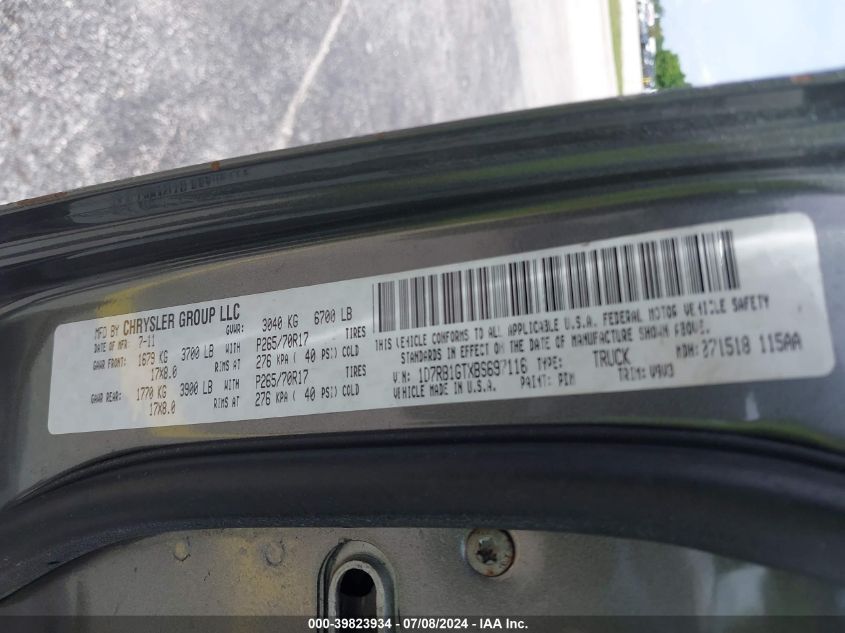 MFD BY CHRYSLER GROUP LLC
DATE OF MFR: 7-11 GVWR: 3040 KG 6700 LB
GAWR FRONT: 1679 KG 3700 LB WITH P265/70R17 TIRES
17X8.0 RIMS AT 276 KPA ( 40 PSI) COLD
GAWR REAR: 1770 KG 3900 LB WITH P265/70R17 TIRES
17X8.0 RIMS AT 276 KPA ( 40 PSI) COLD
THIS VEHICLE CONFORMS TO ALL APPLICABLE U.S.A. FEDERAL MOTOR VEHICLE SAFETY
STANDARDS IN EFFECT ON THE DATE OF MANUFACTURE SHOWN ABOVE.
V.I.N: 1D7RB1GTXBS697116 TYPE: TRUCK MDH: 271518 115AA
VEHICLE MADE IN U.S.A. PAINT: PDM TRIM: V9V3
000-39823934 / 07/08/2024 - IAA Inc.